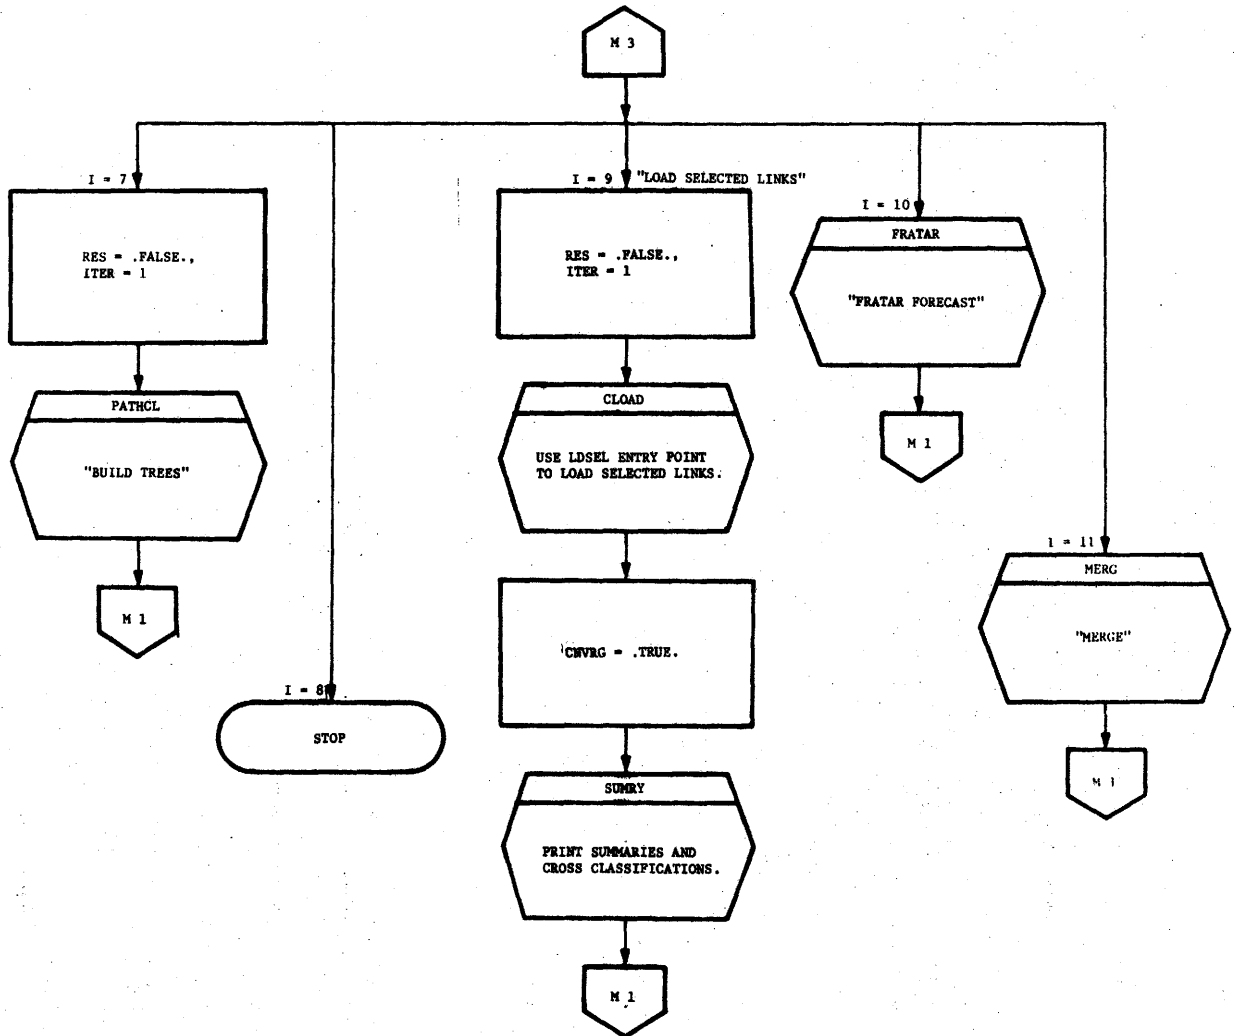 M 3
I = 7
RES = .FALSE.,
ITER = 1
PATHCL
"BUILD TREES"
M 1
I = 8
STOP
I = 9 "LOAD SELECTED LINKS"
RES = .FALSE.,
ITER = 1
CLOAD
USE LDSEL ENTRY POINT
TO LOAD SELECTED LINKS.
CNVRG = .TRUE.
SUMRY
PRINT SUMMARIES AND
CROSS CLASSIFICATIONS.
M 1
I = 10
FRATAR
"FRATAR FORECAST"
M 1
I = 11
MERG
"MERGE"
M 1